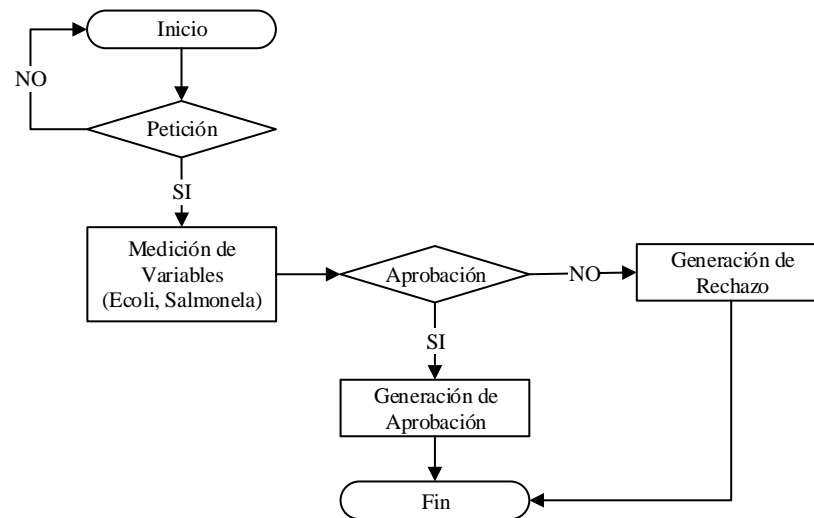 Inicio
NO
Petición
SI
Medición de
Variables
(Ecoli, Salmonela)
Aprobación
NO
Generación de
Rechazo
SI
Generación de
Aprobación
Fin